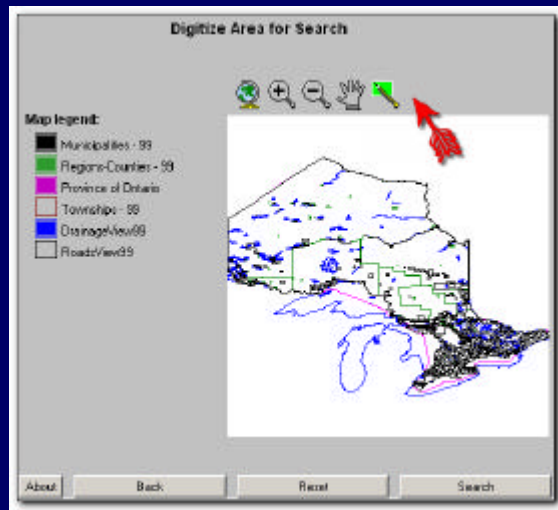 Digitize Area for Search
Map legend:
Municipalities - 99
Regions-Counties - 99
Province of Ontario
Townships - 99
DrainageView99
RoadsView99
About
Back
Reset
Search